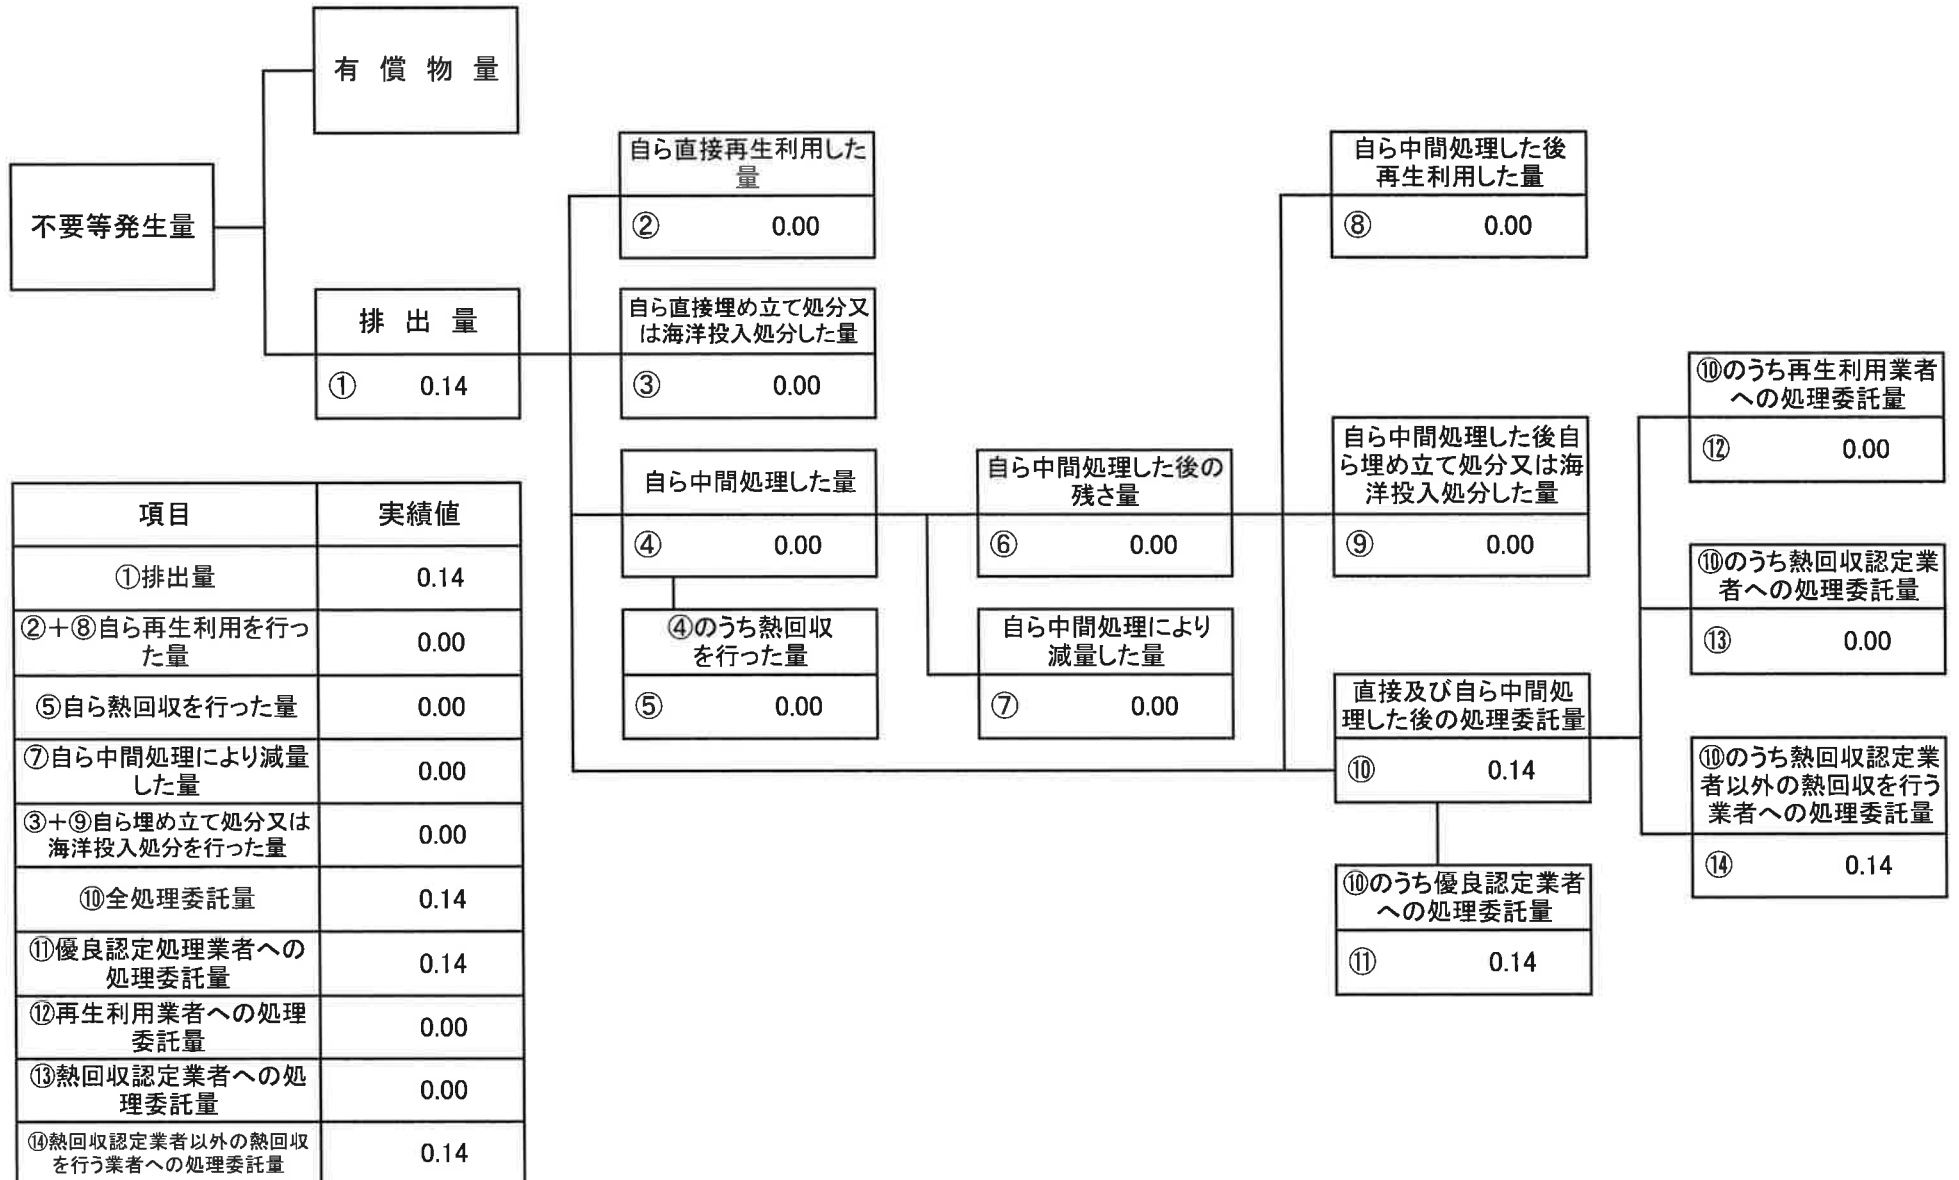 有 償 物 量
不要等発生量
排 出 量
① 0.14
自ら直接再生利用した
量
② 0.00
自ら直接埋め立て処分又
は海洋投入処分した量
③ 0.00
自ら中間処理した量
④ 0.00
④のうち熱回収
を行った量
⑤ 0.00
自ら中間処理した後の
残さ量
⑥ 0.00
自ら中間処理により
減量した量
⑦ 0.00
自ら中間処理した後
再生利用した量
⑧ 0.00
自ら中間処理した後自
ら埋め立て処分又は海
洋投入処分した量
⑨ 0.00
直接及び自ら中間処
理した後の処理委託量
⑩ 0.14
⑩のうち優良認定業者
への処理委託量
⑪ 0.14
⑩のうち再生利用業者
への処理委託量
⑫ 0.00
⑩のうち熱回収認定業
者への処理委託量
⑬ 0.00
⑩のうち熱回収認定業
者以外の熱回収を行う
業者への処理委託量
⑭ 0.14
項目 実績値
①排出量 0.14
②＋⑧自ら再生利用を行っ
た量 0.00
⑤自ら熱回収を行った量 0.00
⑦自ら中間処理により減量
した量 0.00
③＋⑨自ら埋め立て処分又は
海洋投入処分を行った量 0.00
⑩全処理委託量 0.14
⑪優良認定処理業者への
処理委託量 0.14
⑫再生利用業者への処理
委託量 0.00
⑬熱回収認定業者への処
理委託量 0.00
⑭熱回収認定業者以外の熱回収
を行う業者への処理委託量 0.14